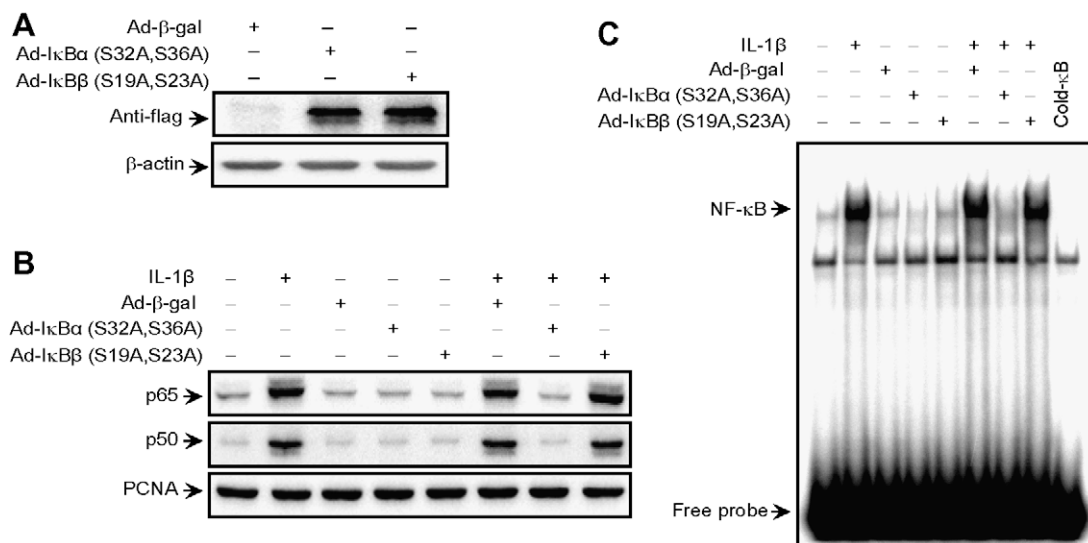 A
Ad-β-gal + – –
Ad-IκBα (S32A,S36A) – + –
Ad-IκBβ (S19A,S23A) – – +
Anti-flag
β-actin
B
IL-1β – + – – – + + +
Ad-β-gal – – + – – + – –
Ad-IκBα (S32A,S36A) – – – + – – + –
Ad-IκBβ (S19A,S23A) – – – – + – – +
p65
p50
PCNA
C
IL-1β – + – – – + + +
Ad-β-gal – – + – – + – –
Ad-IκBα (S32A,S36A) – – – + – – + –
Ad-IκBβ (S19A,S23A) – – – – + – – +
Cold-κB
NF-κB
Free probe